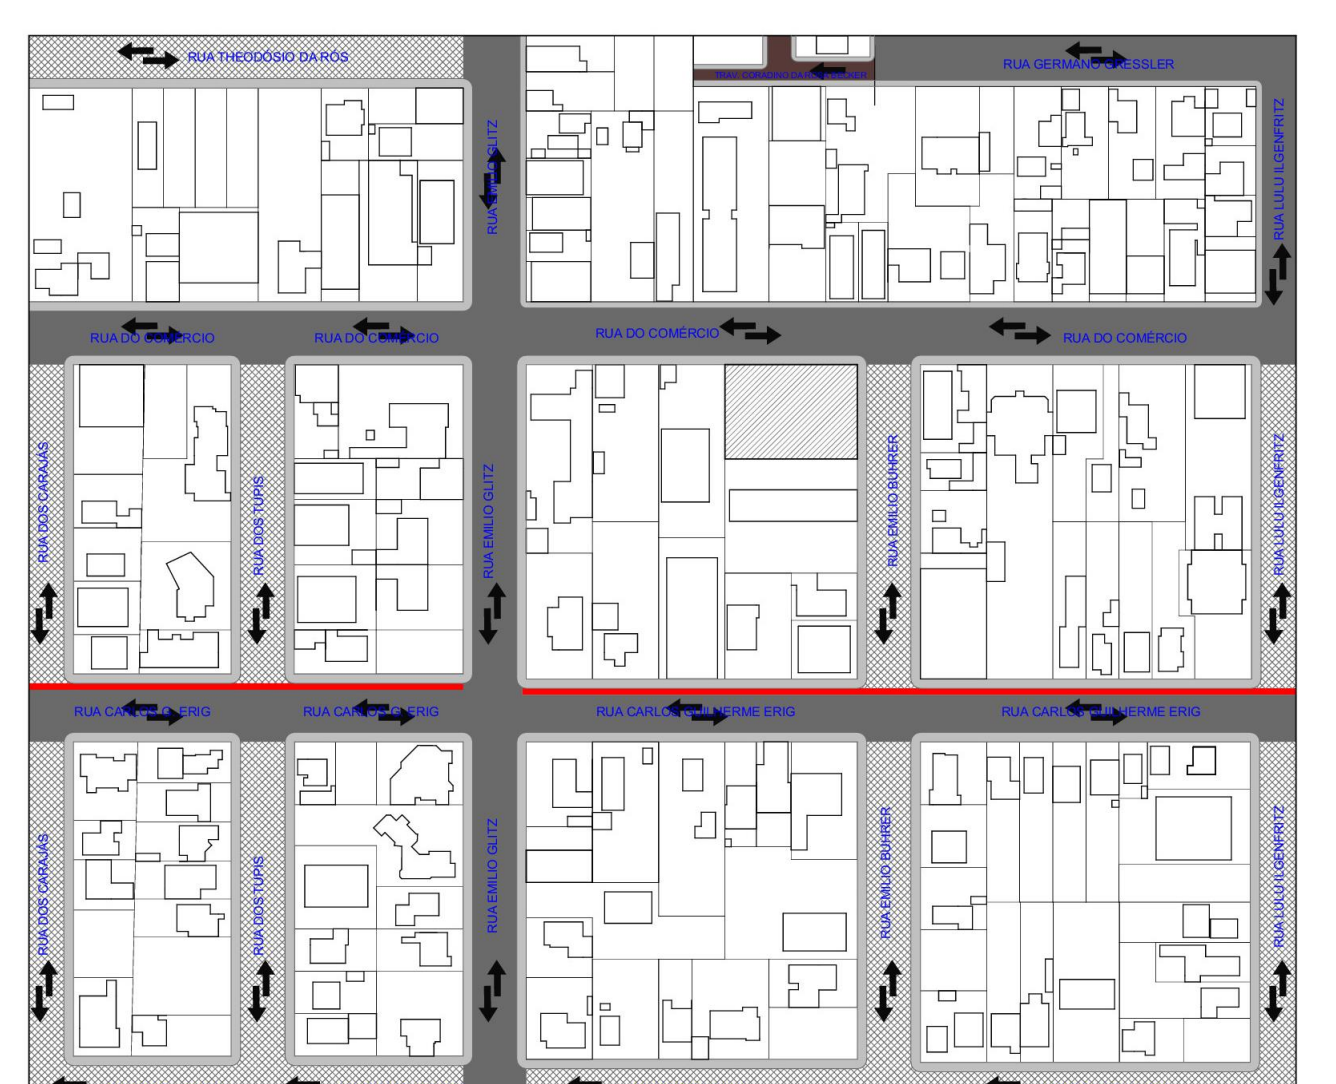 RUA THEODÓSIO DA RÓS
RUA GERMANO GRESSLER
TRAV. CORADINO DA ROSA BECKER
RUA EMILIO GLITZ
RUA LULU ILGENFRITZ
RUA DO COMÉRCIO
RUA DO COMÉRCIO
RUA DO COMÉRCIO
RUA DO COMÉRCIO
RUA DOS CARAJÁS
RUA DOS TUPIS
RUA EMILIO GLITZ
RUA EMILIO BUHRER
RUA LULU ILGENFRITZ
RUA CARLOS G. ERIG
RUA CARLOS G. ERIG
RUA CARLOS GUILHERME ERIG
RUA CARLOS GUILHERME ERIG
RUA DOS CARAJÁS
RUA DOS TUPIS
RUA EMILIO GLITZ
RUA EMILIO BUHRER
RUA LULU ILGENFRITZ